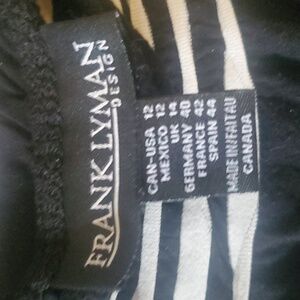 FRANK LYMAN
DESIGN
CAN-USA 12
MEXICO 12
UK 14
GERMANY 40
FRANCE 42
SPAIN 44
MADE IN/FAIT AU
CANADA